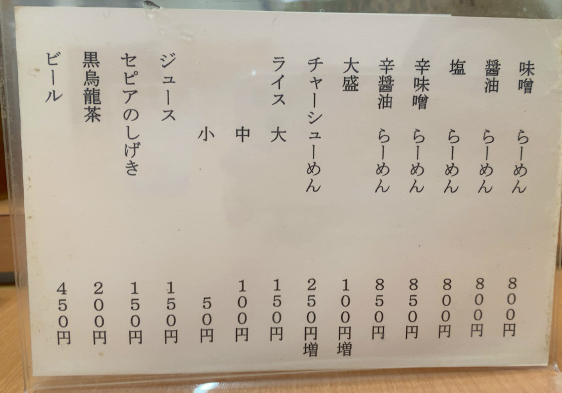 味噌 らーめん 800円
醤油 らーめん 800円
塩 らーめん 800円
辛味噌 らーめん 850円
辛醤油 らーめん 850円
大盛 100円増
チャーシューめん 250円増
ライス 大 150円
中 100円
小 50円
ジュース 150円
セピアのしげき 150円
黒烏龍茶 200円
ビール 450円